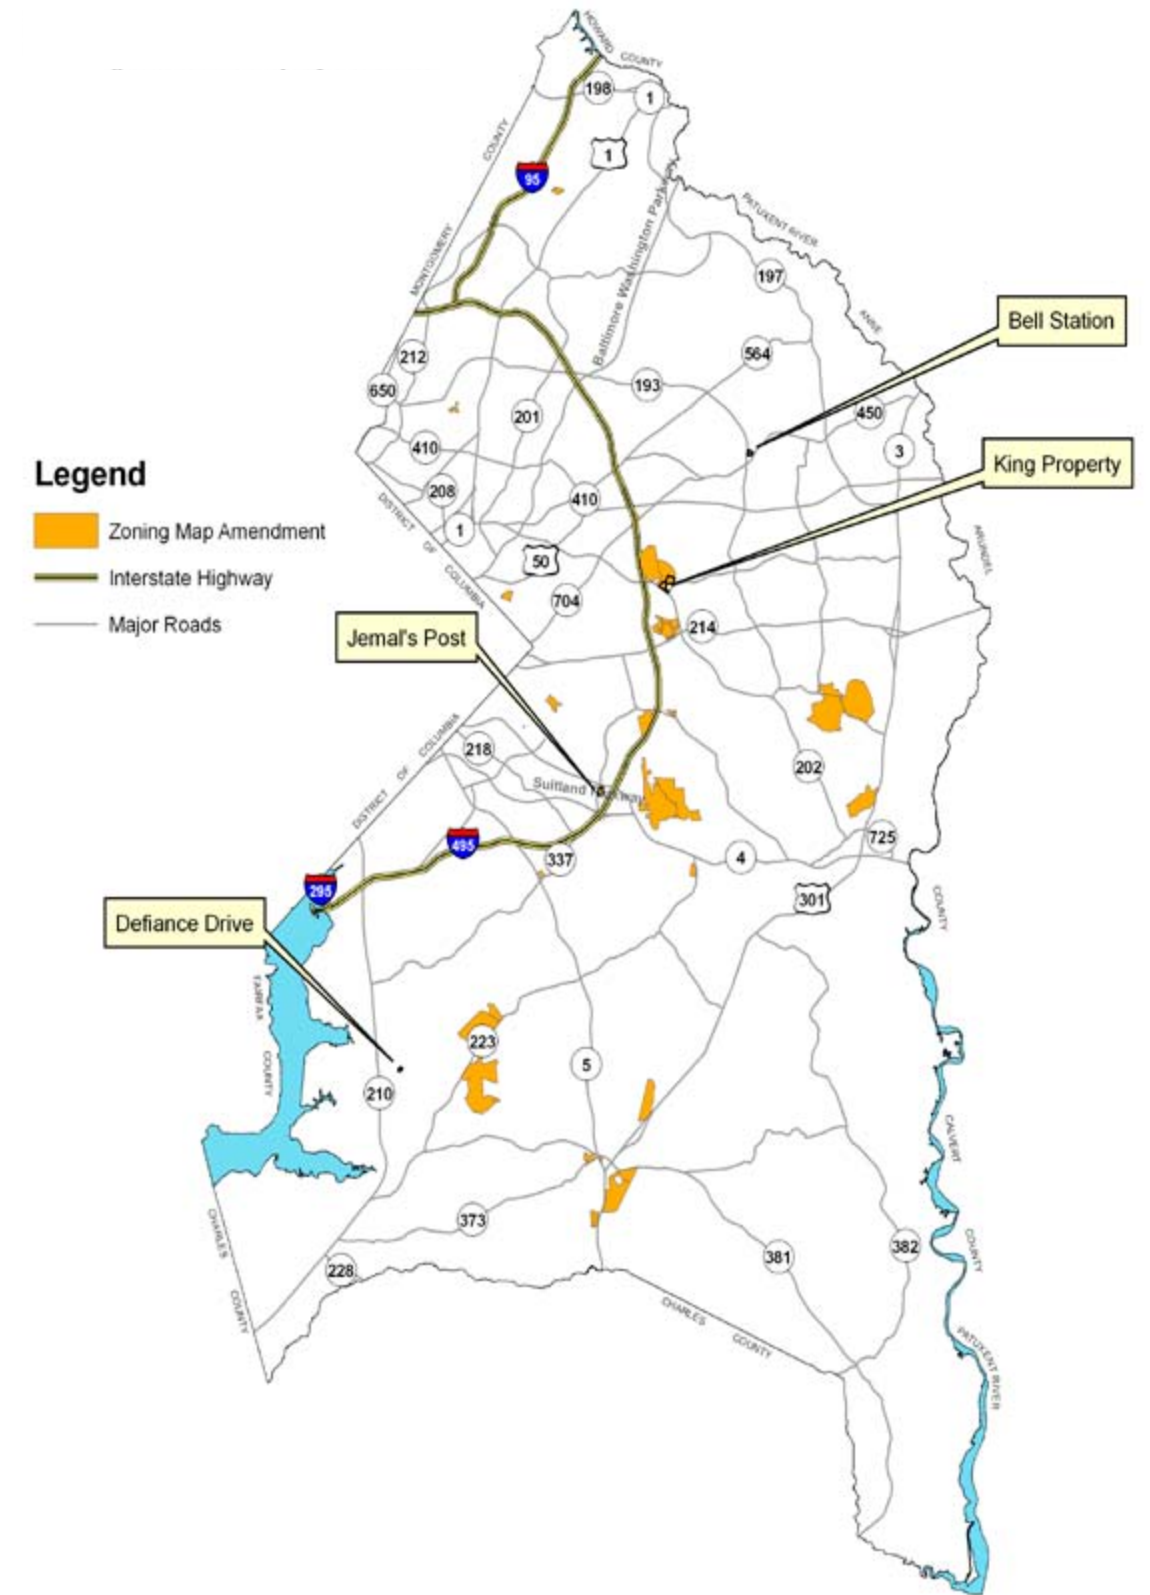 HOWARD COUNTY
198
1
1
95
MONTGOMERY COUNTY
Baltimore Washington Parkway
PATUXENT RIVER
197
ANNE
Bell Station
212
564
650
193
201
450
410
3
King Property
Legend
208
410
Zoning Map Amendment
1
DISTRICT OF COLUMBIA
50
ARUNDEL
Interstate Highway
704
Major Roads
214
Jemal's Post
DISTRICT OF COLUMBIA
218
202
Suitland Parkway
725
495
337
4
295
301
COUNTY
Defiance Drive
FAIRFAX COUNTY
223
5
210
CALVERT
CHARLES COUNTY
373
382
COUNTY
381
228
CHARLES COUNTY
PATUXENT RIVER